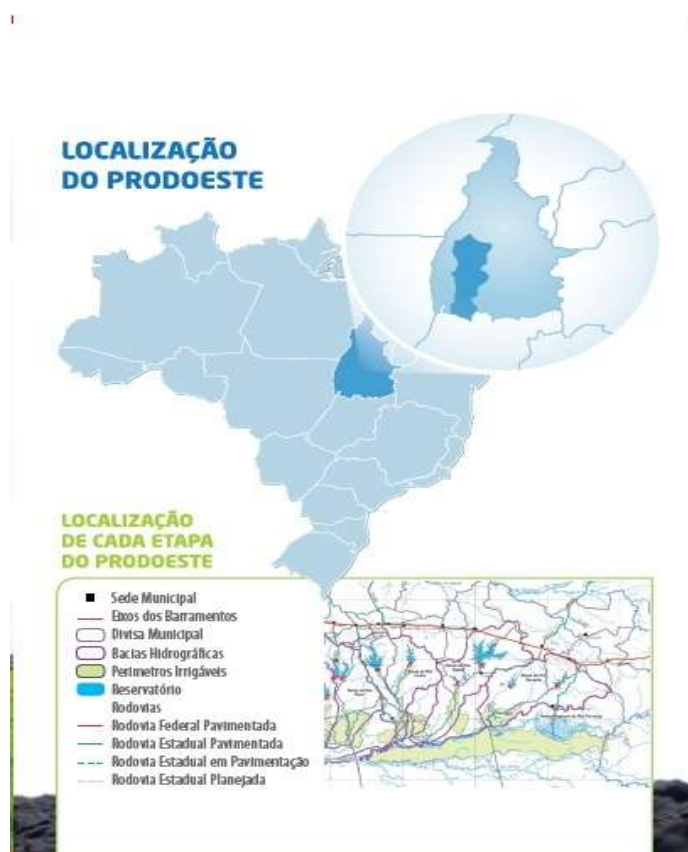 LOCALIZAÇÃO
DO PRODOESTE
LOCALIZAÇÃO
DE CADA ETAPA
DO PRODOESTE
Sede Municipal
Eixos dos Barramentos
Divisa Municipal
Bacias Hidrográficas
Perímetros Irrigáveis
Reservatório
Rodovias
Rodovia Federal Pavimentada
Rodovia Estadual Pavimentada
Rodovia Estadual em Pavimentação
Rodovia Estadual Planejada